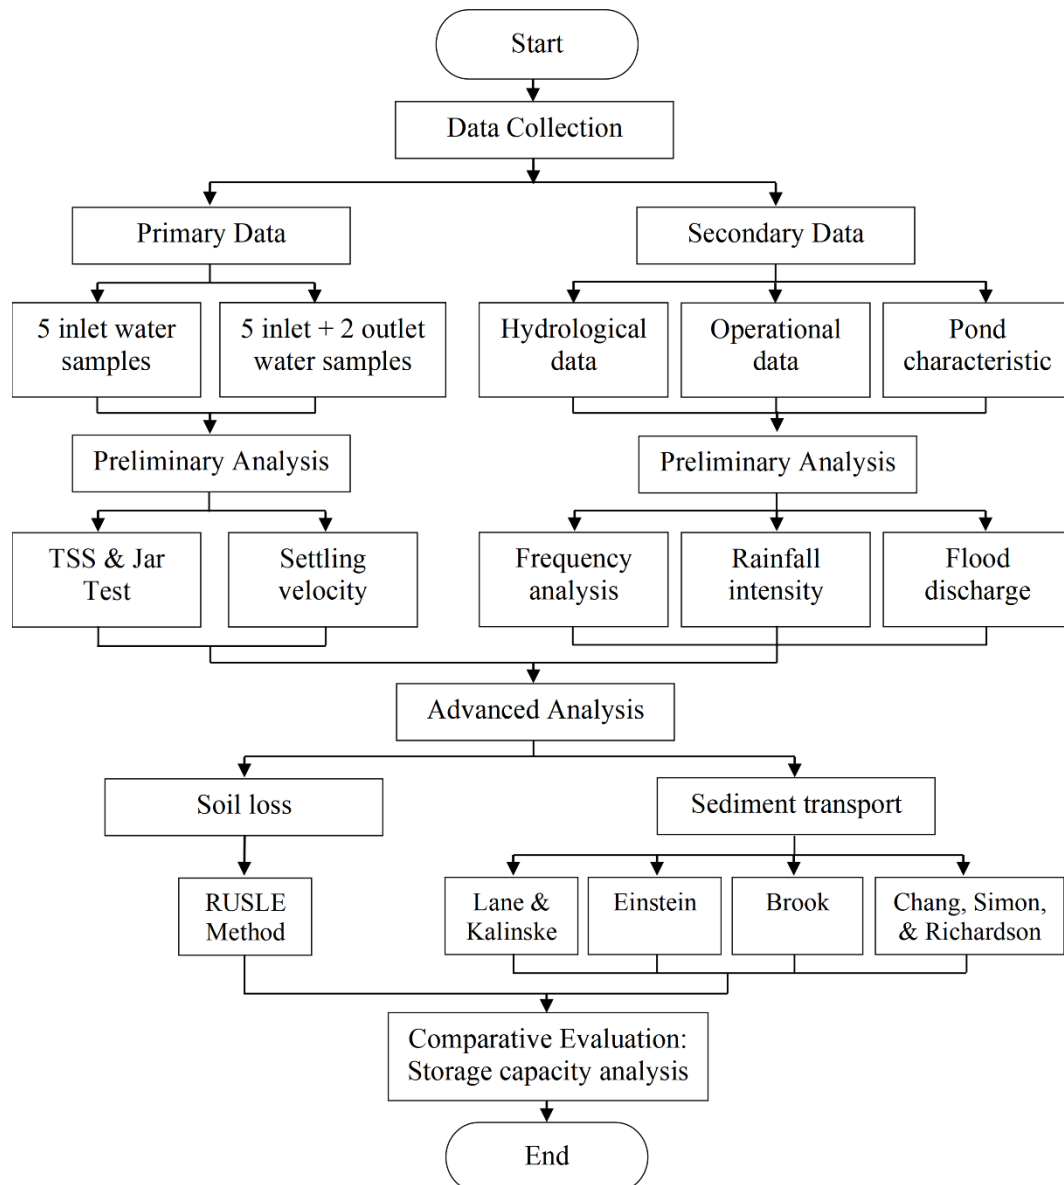 Start
Data Collection
Primary Data
Secondary Data
5 inlet water
samples
5 inlet + 2 outlet
water samples
Hydrological
data
Operational
data
Pond
characteristic
Preliminary Analysis
Preliminary Analysis
TSS & Jar
Test
Settling
velocity
Frequency
analysis
Rainfall
intensity
Flood
discharge
Advanced Analysis
Soil loss
Sediment transport
RUSLE
Method
Lane &
Kalinske
Einstein
Brook
Chang, Simon,
& Richardson
Comparative Evaluation:
Storage capacity analysis
End